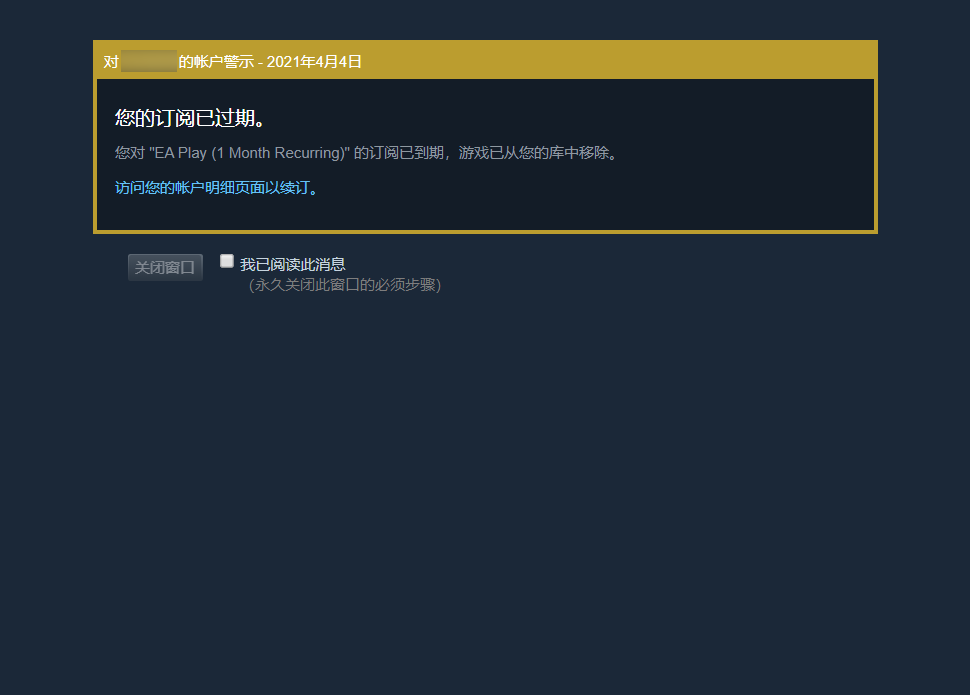 对 的帐户警示 - 2021年4月4日
您的订阅已过期。
您对 "EA Play (1 Month Recurring)" 的订阅已到期，游戏已从您的库中移除。
访问您的帐户明细页面以续订。
关闭窗口
我已阅读此消息
(永久关闭此窗口的必须步骤)